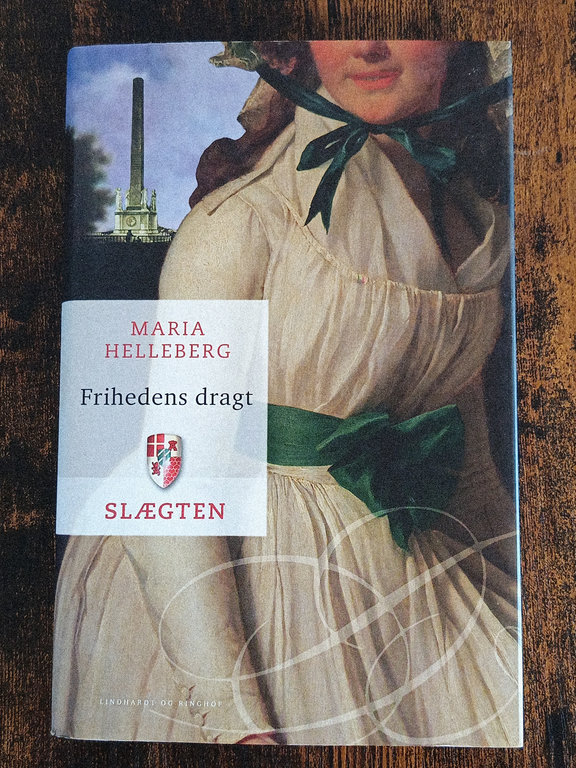 MARIA
HELLEBERG
Frihedens dragt
SLÆGTEN
LINDHARDT OG RINGHOF